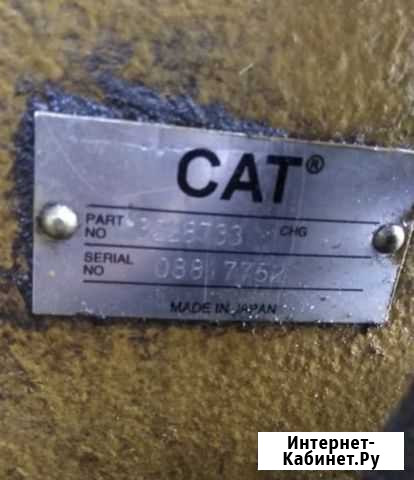 CAT®
PART NO CHG
SERIAL NO
MADE IN JAPAN
Интернет-
Кабинет.Ру